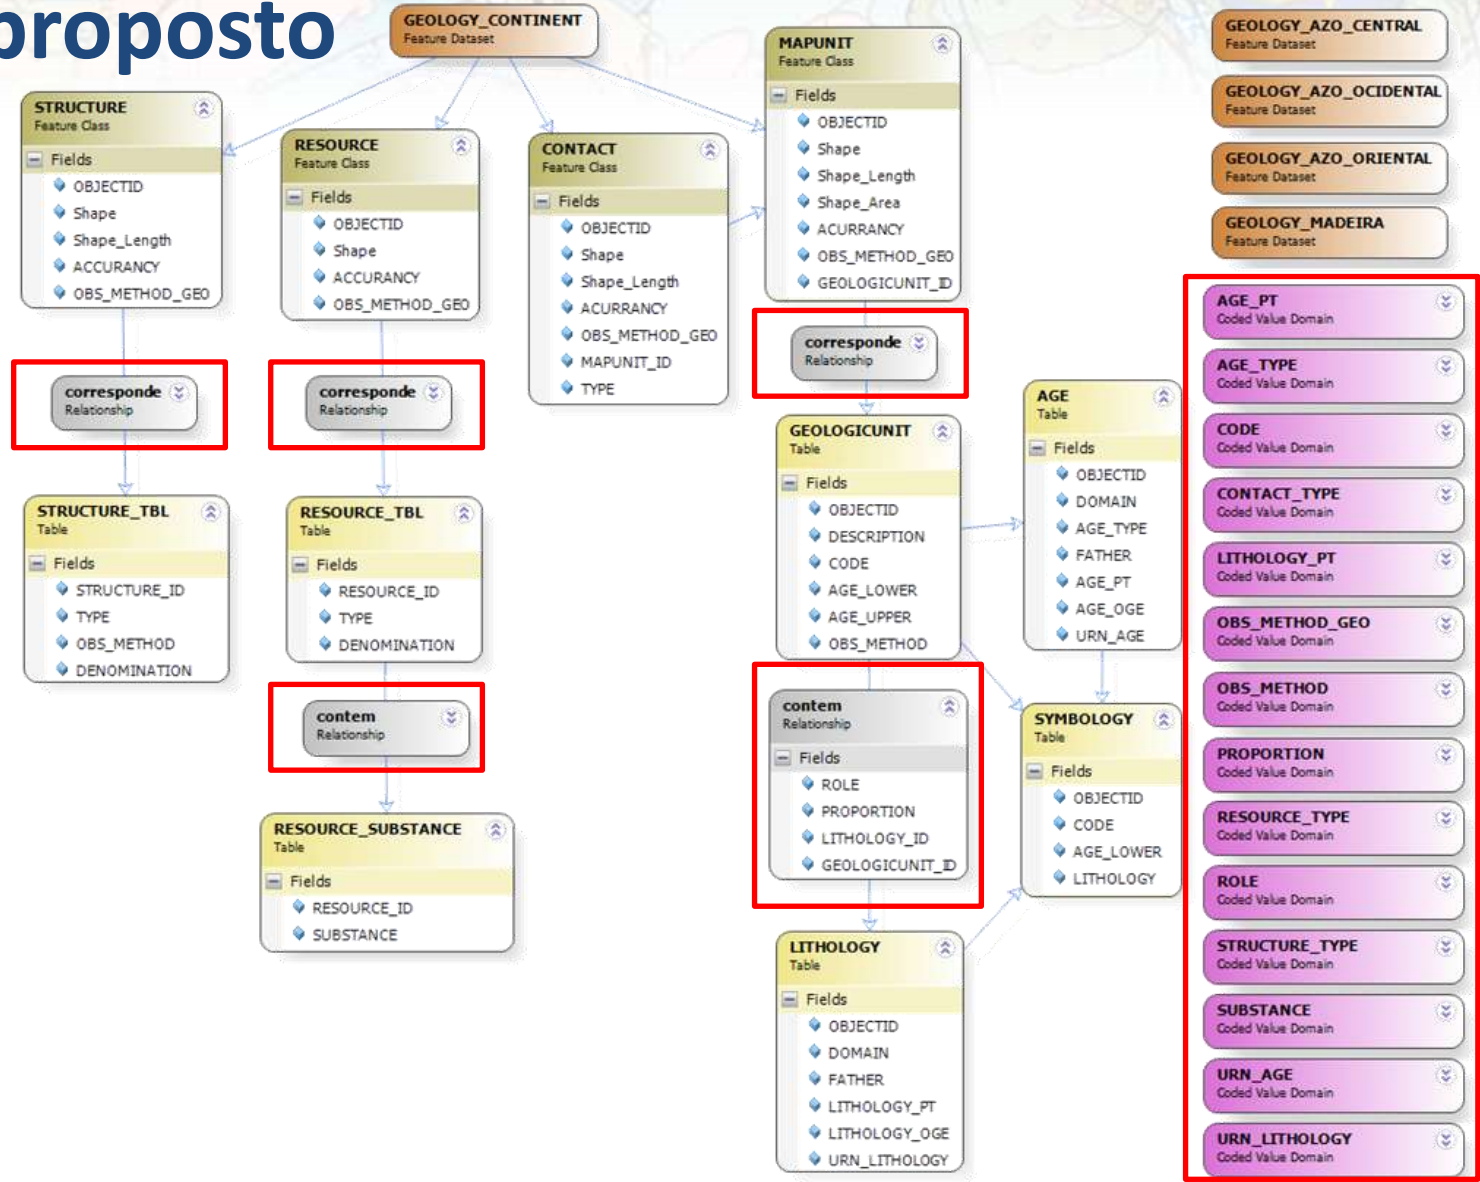 proposto
GEOLOGY_CONTINENT
Feature Dataset
STRUCTURE
Feature Class
Fields
OBJECTID
Shape
Shape_Length
ACCURANCY
OBS_METHOD_GEO
corresponde
Relationship
STRUCTURE_TBL
Table
Fields
STRUCTURE_ID
TYPE
OBS_METHOD
DENOMINATION
RESOURCE
Feature Class
Fields
OBJECTID
Shape
ACCURANCY
OBS_METHOD_GEO
corresponde
Relationship
RESOURCE_TBL
Table
Fields
RESOURCE_ID
TYPE
DENOMINATION
contem
Relationship
RESOURCE_SUBSTANCE
Table
Fields
RESOURCE_ID
SUBSTANCE
CONTACT
Feature Class
Fields
OBJECTID
Shape
Shape_Length
ACURRANCY
OBS_METHOD_GEO
MAPUNIT_ID
TYPE
MAPUNIT
Feature Class
Fields
OBJECTID
Shape
Shape_Length
Shape_Area
ACURRANCY
OBS_METHOD_GEO
GEOLOGICUNIT_ID
corresponde
Relationship
GEOLOGICUNIT
Table
Fields
OBJECTID
DESCRIPTION
CODE
AGE_LOWER
AGE_UPPER
OBS_METHOD
contem
Relationship
Fields
ROLE
PROPORTION
LITHOLOGY_ID
GEOLOGICUNIT_ID
LITHOLOGY
Table
Fields
OBJECTID
DOMAIN
FATHER
LITHOLOGY_PT
LITHOLOGY_OGE
URN_LITHOLOGY
AGE
Table
Fields
OBJECTID
DOMAIN
AGE_TYPE
FATHER
AGE_PT
AGE_OGE
URN_AGE
SYMBOLOGY
Table
Fields
OBJECTID
CODE
AGE_LOWER
LITHOLOGY
GEOLOGY_AZO_CENTRAL
Feature Dataset
GEOLOGY_AZO_OCIDENTAL
Feature Dataset
GEOLOGY_AZO_ORIENTAL
Feature Dataset
GEOLOGY_MADEIRA
Feature Dataset
AGE_PT
Coded Value Domain
AGE_TYPE
Coded Value Domain
CODE
Coded Value Domain
CONTACT_TYPE
Coded Value Domain
LITHOLOGY_PT
Coded Value Domain
OBS_METHOD_GEO
Coded Value Domain
OBS_METHOD
Coded Value Domain
PROPORTION
Coded Value Domain
RESOURCE_TYPE
Coded Value Domain
ROLE
Coded Value Domain
STRUCTURE_TYPE
Coded Value Domain
SUBSTANCE
Coded Value Domain
URN_AGE
Coded Value Domain
URN_LITHOLOGY
Coded Value Domain